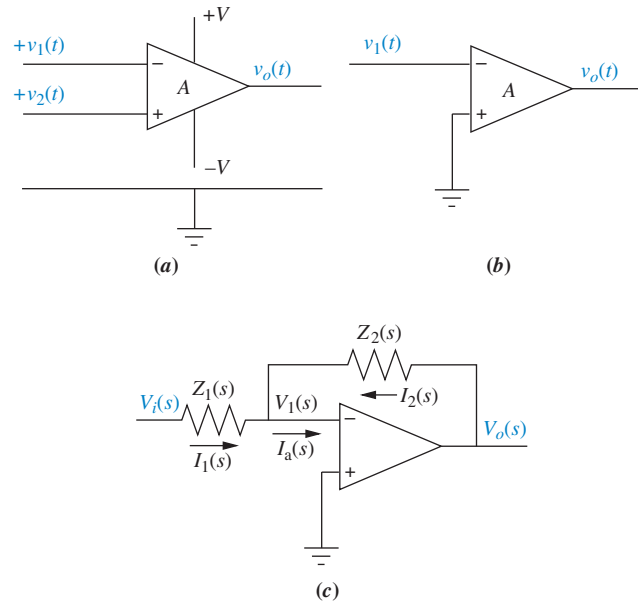 +V
+v₁(t)
−
A
vₒ(t)
+v₂(t)
+
−V
(a)
v₁(t)
−
A
vₒ(t)
+
(b)
Z₂(s)
Z₁(s)
I₂(s)
Vᵢ(s)
V₁(s)
−
Vₒ(s)
I₁(s)
Iₐ(s)
+
(c)